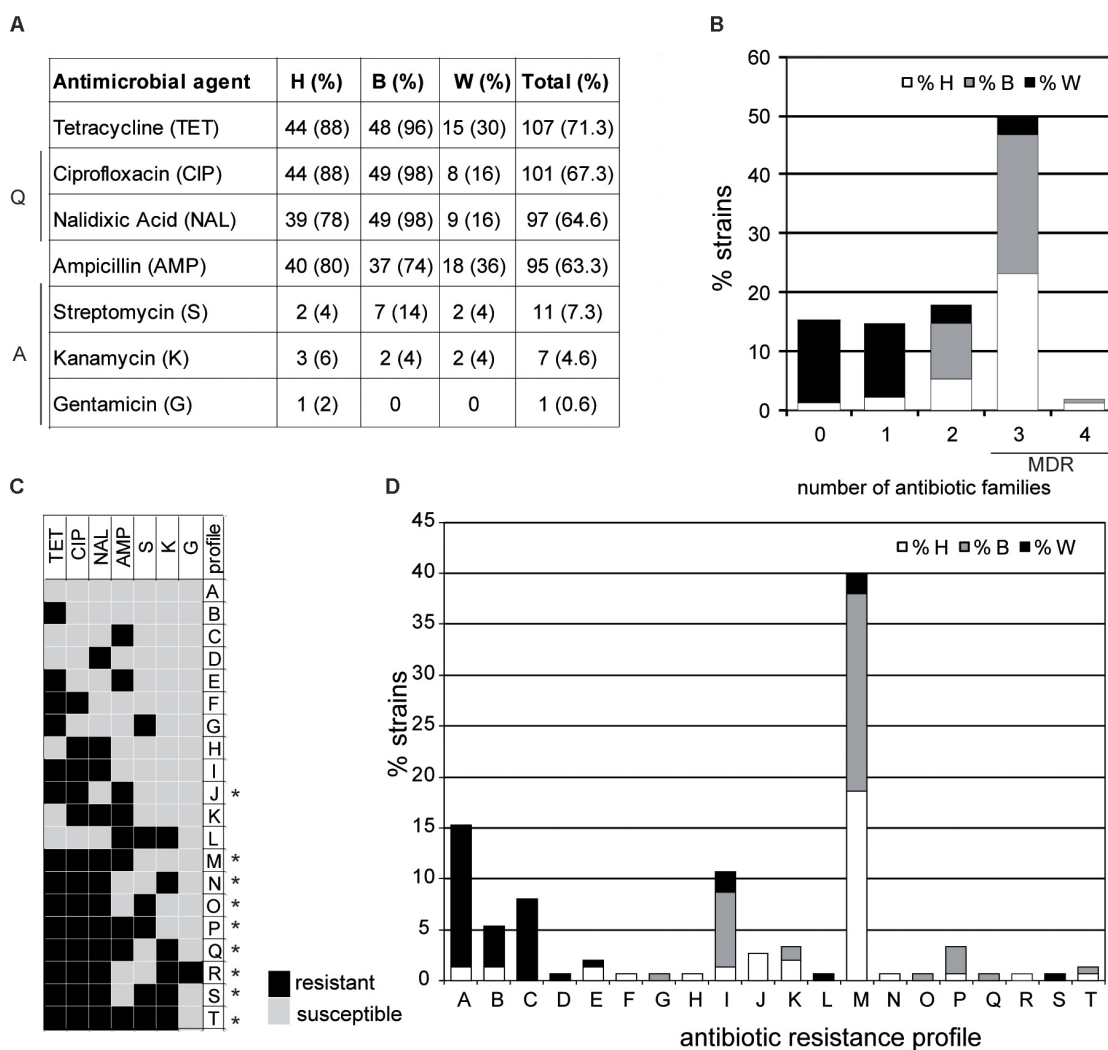 A
Antimicrobial agent H (%) B (%) W (%) Total (%)
Tetracycline (TET) 44 (88) 48 (96) 15 (30) 107 (71.3)
Q
Ciprofloxacin (CIP) 44 (88) 49 (98) 8 (16) 101 (67.3)
Nalidixic Acid (NAL) 39 (78) 49 (98) 9 (16) 97 (64.6)
Ampicillin (AMP) 40 (80) 37 (74) 18 (36) 95 (63.3)
A
Streptomycin (S) 2 (4) 7 (14) 2 (4) 11 (7.3)
Kanamycin (K) 3 (6) 2 (4) 2 (4) 7 (4.6)
Gentamicin (G) 1 (2) 0 0 1 (0.6)
B
% H % B % W
% strains
60
50
40
30
20
10
0
0 1 2 3 4
MDR
number of antibiotic families
C
TET CIP NAL AMP S K G profile
A
B
C
D
E
F
G
H
I
J *
K
L
M *
N *
O *
P *
Q *
R *
S *
T *
resistant
susceptible
D
% H % B % W
% strains
45
40
35
30
25
20
15
10
5
0
A B C D E F G H I J K L M N O P Q R S T
antibiotic resistance profile